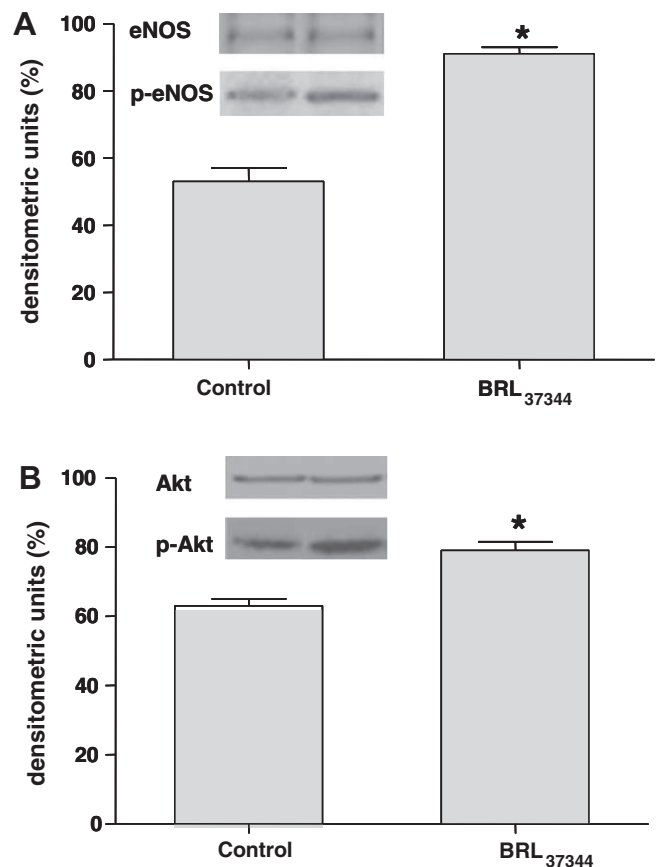 A
densitometric units (%)
100
80
60
40
20
0
eNOS
p-eNOS
*
Control
BRL37344
B
densitometric units (%)
100
80
60
40
20
0
Akt
p-Akt
*
Control
BRL37344